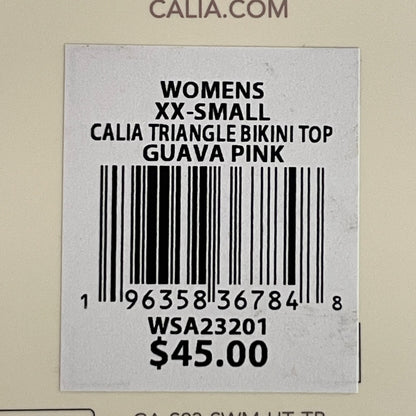 CALIA.COM
WOMENS
XX-SMALL
CALIA TRIANGLE BIKINI TOP
GUAVA PINK
1 96358 36784 8
WSA23201
$45.00